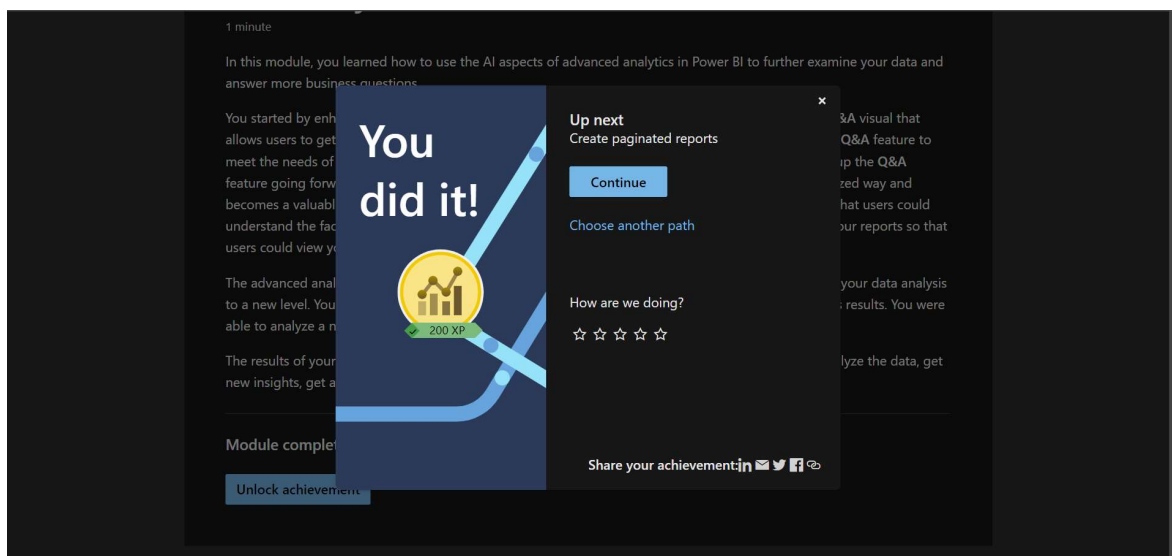 1 minute
In this module, you learned how to use the AI aspects of advanced analytics in Power BI to further examine your data and
answer more business questions.
You started by enh
&A visual that
allows users to get
Q&A feature to
meet the needs of
up the Q&A
feature going forw
zed way and
becomes a valuabl
hat users could
understand the fac
our reports so that
users could view yo
The advanced anal
your data analysis
to a new level. You
results. You were
able to analyze a n
The results of your
lyze the data, get
new insights, get a
Module complet
Unlock achievement
You
did it!
200 XP
×
Up next
Create paginated reports
Continue
Choose another path
How are we doing?
Share your achievement: